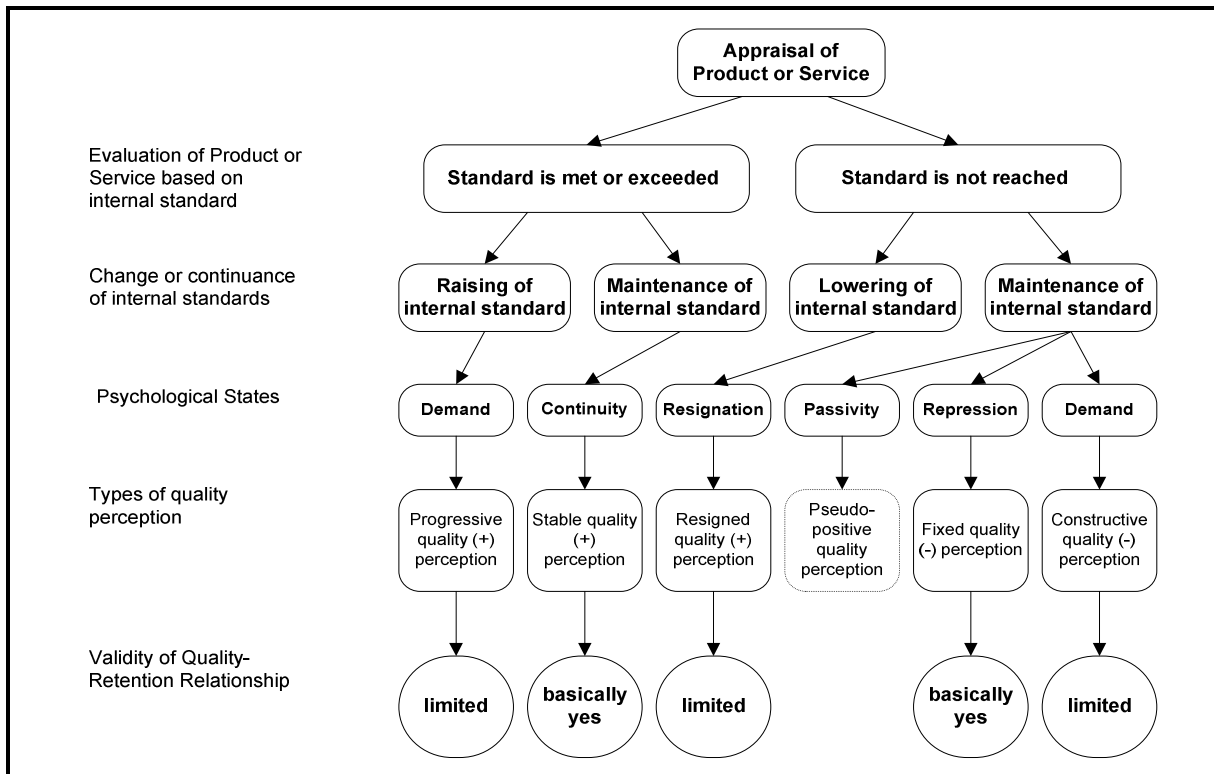 Appraisal of
Product or Service
Evaluation of Product or
Service based on
internal standard
Standard is met or exceeded
Standard is not reached
Change or continuance
of internal standards
Raising of
internal standard
Maintenance of
internal standard
Lowering of
internal standard
Maintenance of
internal standard
Psychological States
Demand
Continuity
Resignation
Passivity
Repression
Demand
Types of quality
perception
Progressive
quality (+)
perception
Stable quality
(+)
perception
Resigned
quality (+)
perception
Pseudo-
positive
quality
perception
Fixed quality
(-) perception
Constructive
quality (-)
perception
Validity of Quality-
Retention Relationship
limited
basically
yes
limited
basically
yes
limited